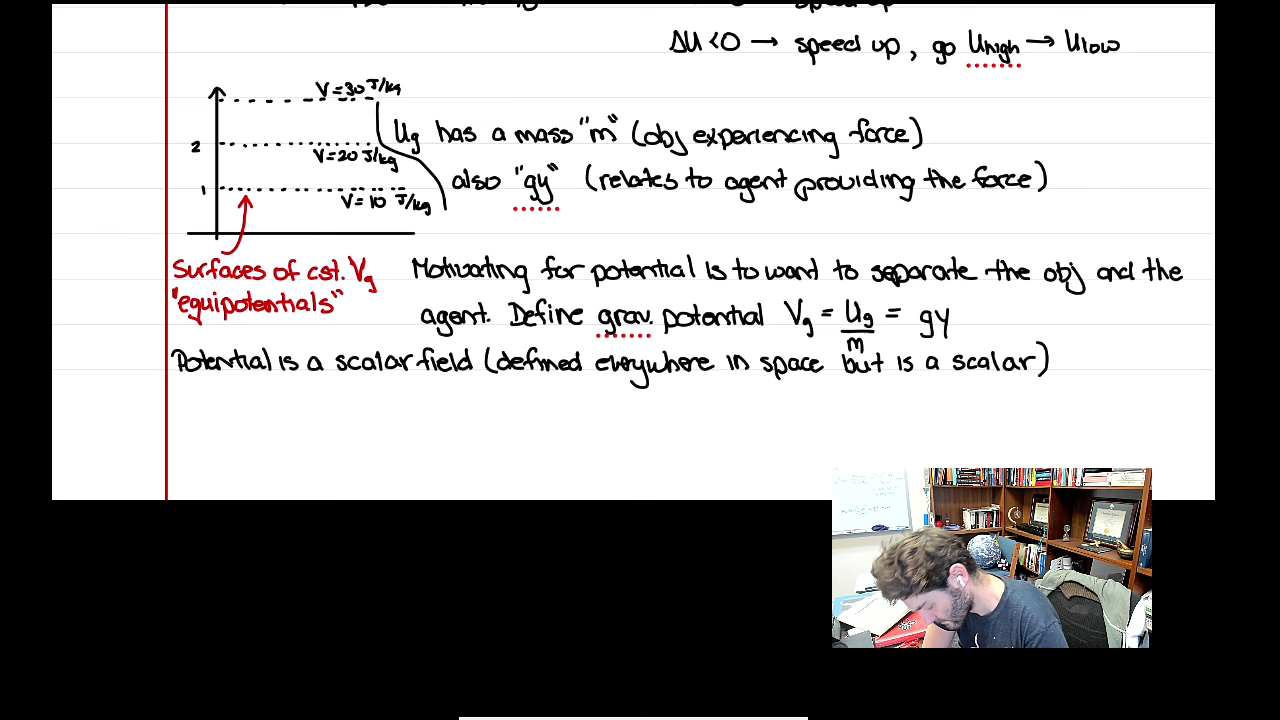 ΔU <0 → speed up, go Uhigh → Ulow
V=30 J/kg
Ug has a mass "m" (obj experiencing force)
2
V=20 J/kg
also "gy" (relates to agent providing the force)
1
V=10 J/kg
Surfaces of cst. Vg
"equipotentials"
Motivating for potential is to want to separate the obj and the
agent. Define grav. potential Vg = Ug/m = gy
Potential is a scalar field (defined everywhere in space but is a scalar)